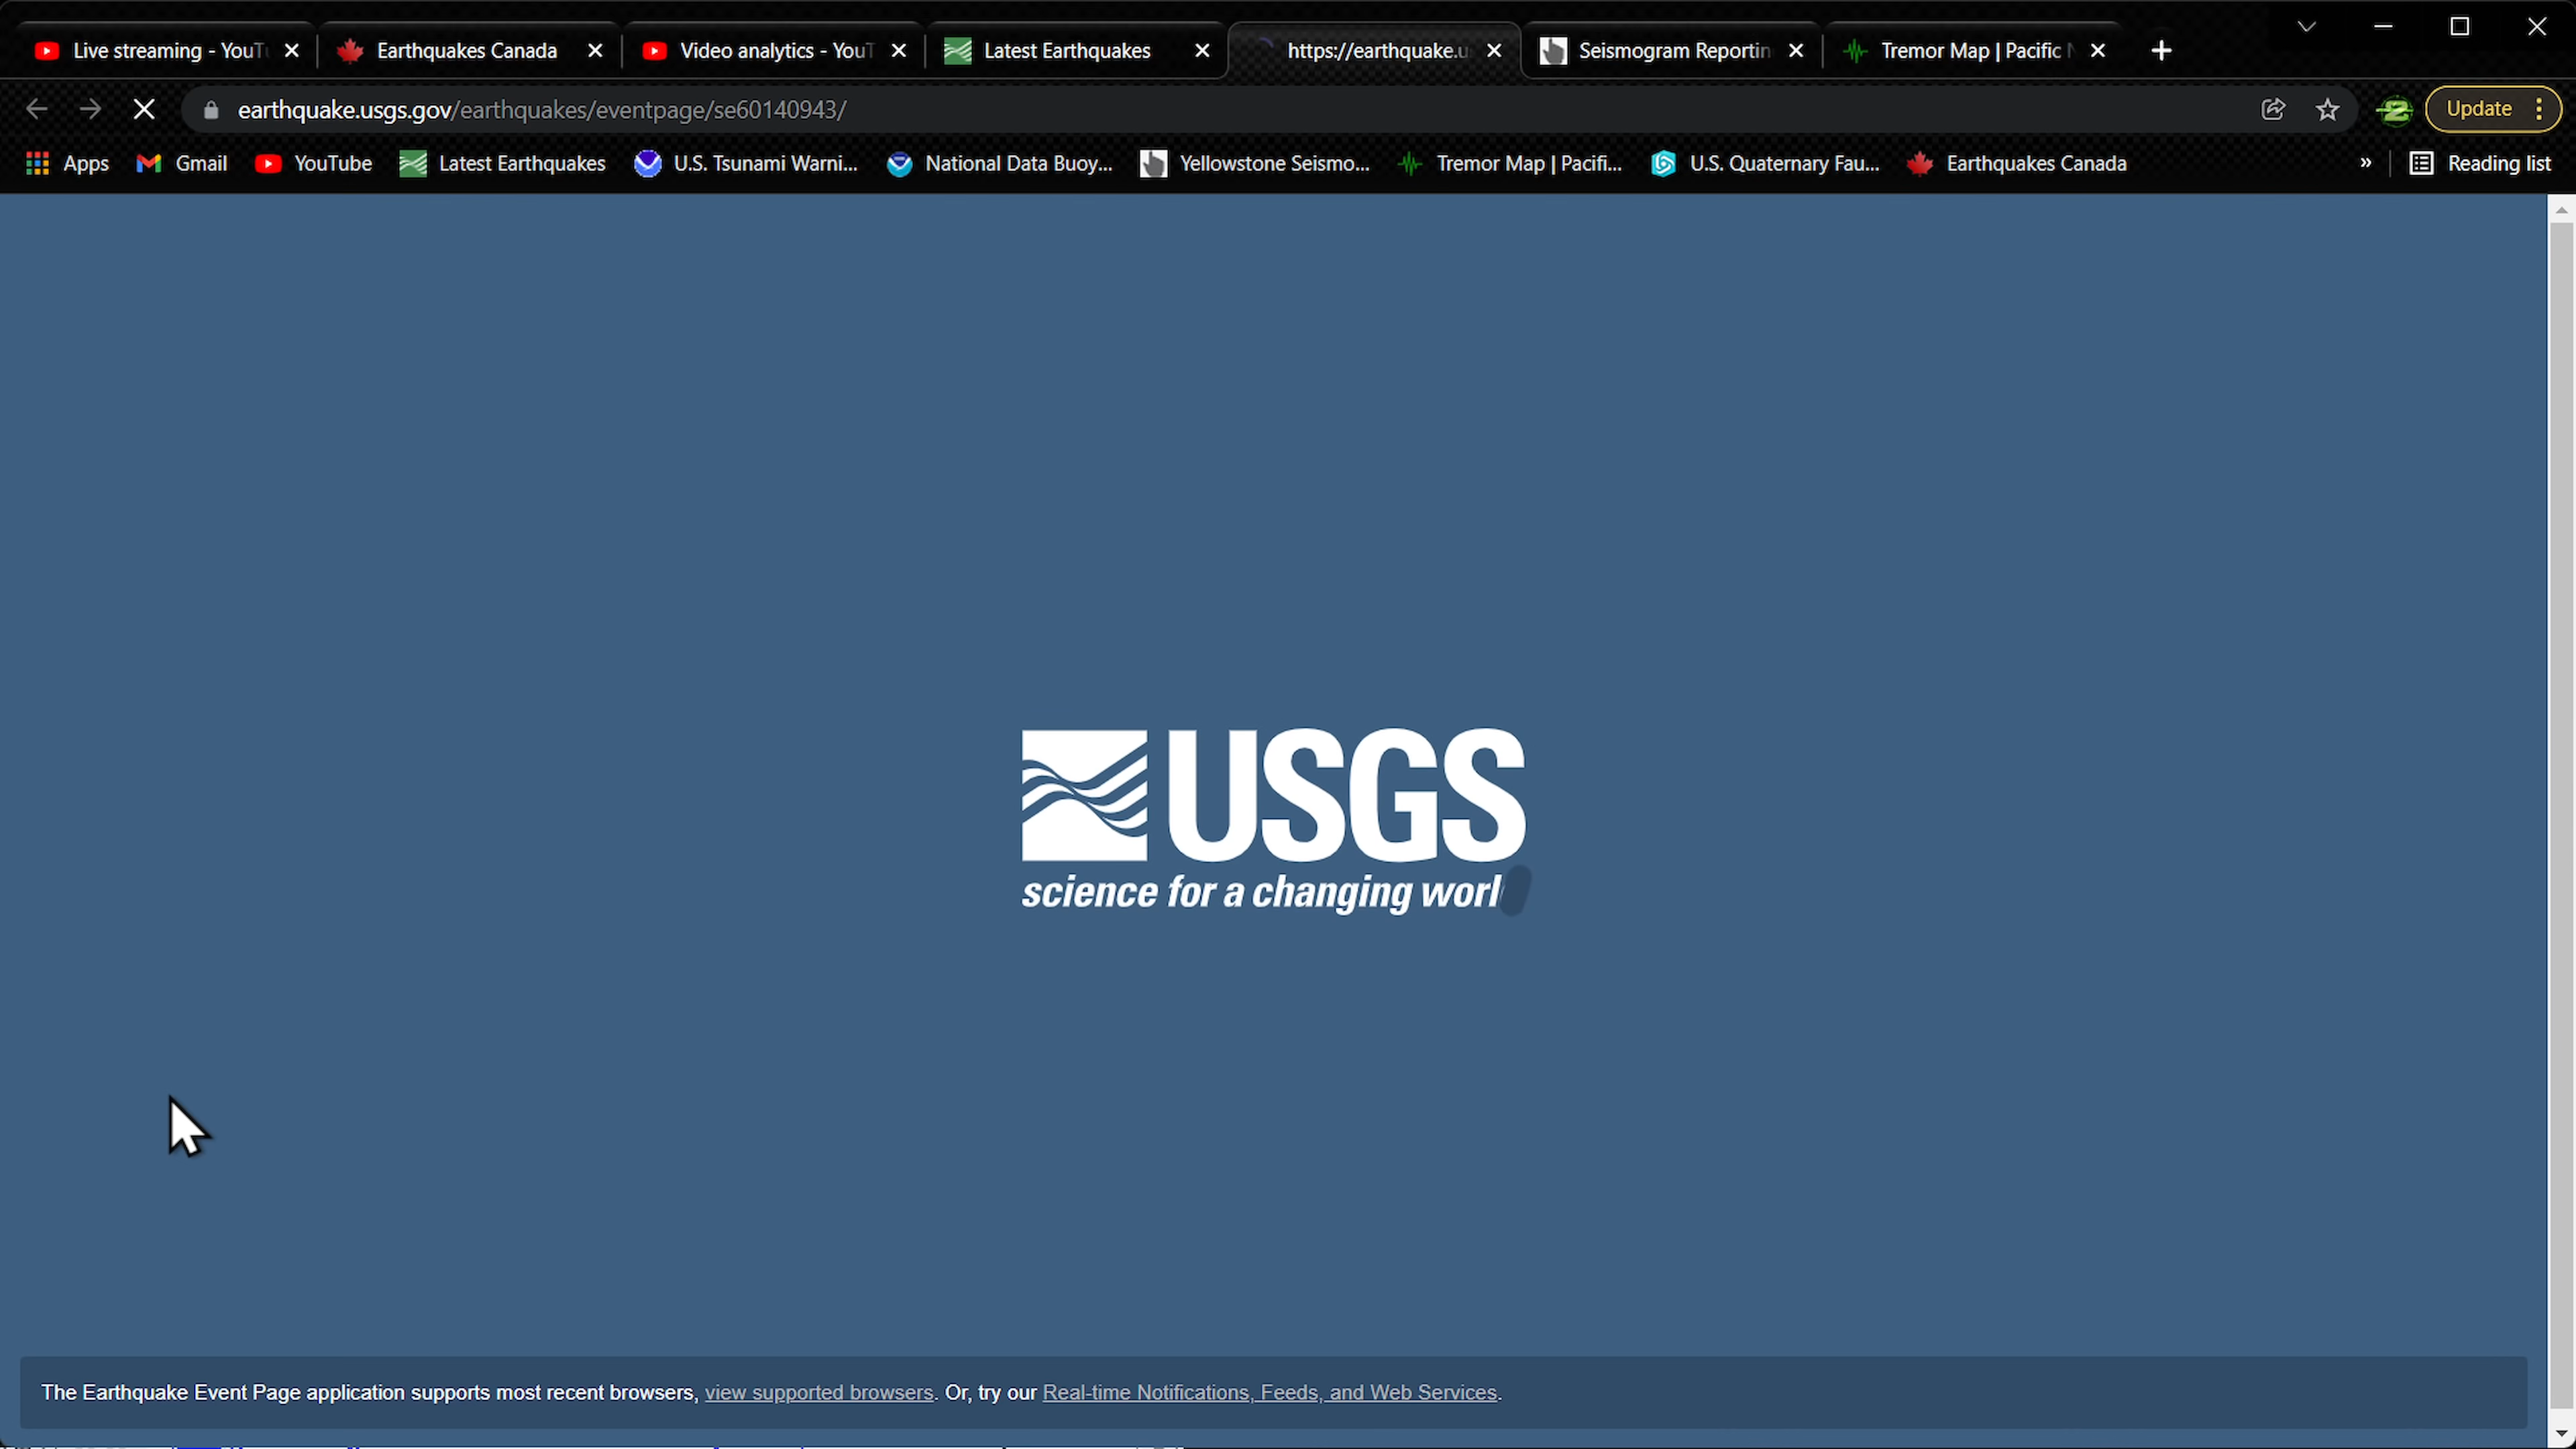 Live streaming - YouT
Earthquakes Canada
Video analytics - YouT
Latest Earthquakes
https://earthquake.u
Seismogram Reportin
Tremor Map | Pacific N
earthquake.usgs.gov/earthquakes/eventpage/se60140943/
Update
Apps
Gmail
YouTube
Latest Earthquakes
U.S. Tsunami Warni...
National Data Buoy...
Yellowstone Seismo...
Tremor Map | Pacifi...
U.S. Quaternary Fau...
Earthquakes Canada
»
Reading list
USGS
science for a changing worl
The Earthquake Event Page application supports most recent browsers, view supported browsers. Or, try our Real-time Notifications, Feeds, and Web Services.